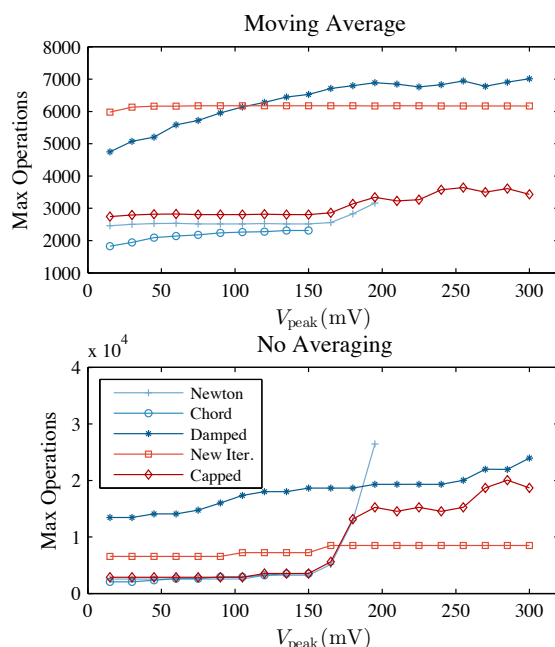 Moving Average
8000
7000
6000
5000
4000
3000
2000
1000
Max Operations
0 50 100 150 200 250 300
V_peak (mV)
No Averaging
x 10^4
4
3
2
1
0
Max Operations
Newton
Chord
Damped
New Iter.
Capped
0 50 100 150 200 250 300
V_peak (mV)